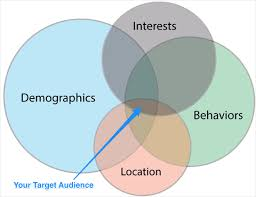 Interests
Demographics
Behaviors
Location
Your Target Audience